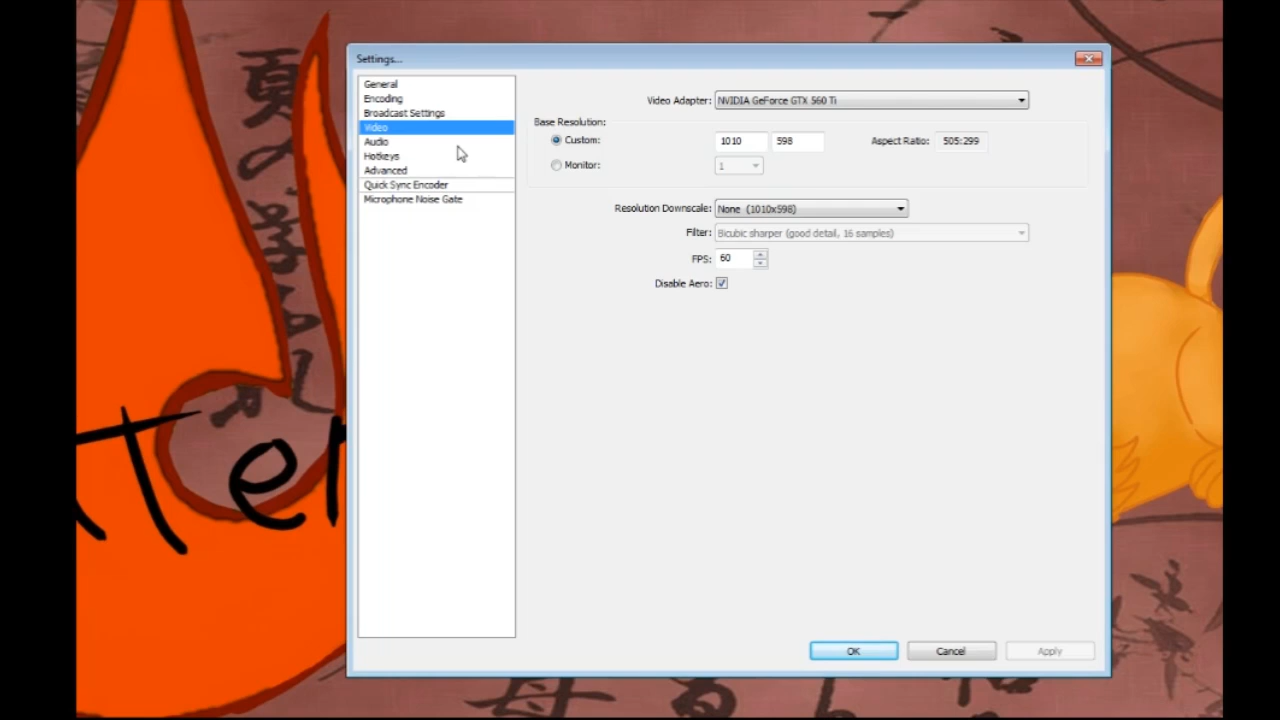 Settings...
General
Encoding
Broadcast Settings
Video
Audio
Hotkeys
Advanced
Quick Sync Encoder
Microphone Noise Gate
Video Adapter: NVIDIA GeForce GTX 560 Ti
Base Resolution:
Custom: 1010 598 Aspect Ratio: 505:299
Monitor: 1
Resolution Downscale: None (1010x598)
Filter: Bicubic sharper (good detail, 16 samples)
FPS: 60
Disable Aero:
OK Cancel Apply